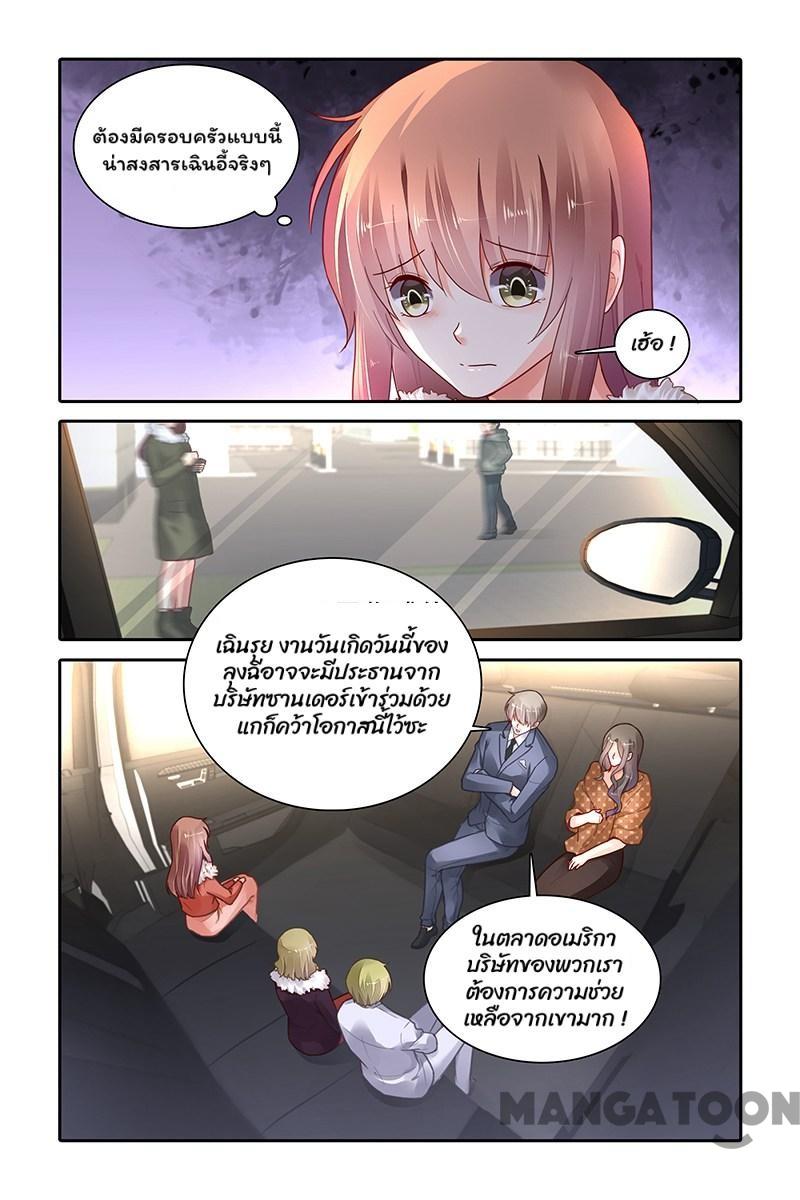 ต้องมีครอบครัวแบบนี้
น่าสงสารเฉินอี้จริงๆ
เฮ้อ !
เฉินรุย งานวันเกิดวันนี้ของ
ลุงฉีอาจจะมีประธานจาก
บริษัทซานเดอร์เข้าร่วมด้วย
แกก็คว้าโอกาสนี้ไว้ซะ
ในตลาดอเมริกา
บริษัทของพวกเรา
ต้องการความช่วย
เหลือจากเขามาก !
MANGATOON